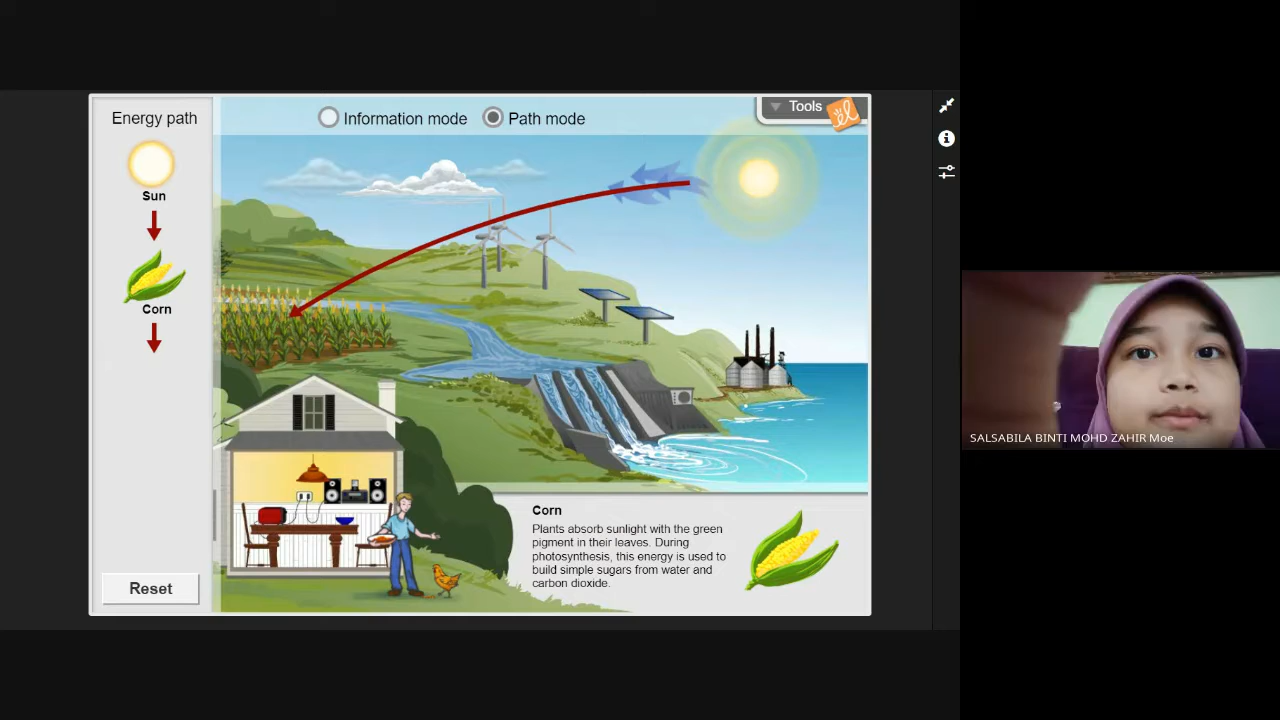 Energy path
Information mode
Path mode
Tools
Sun
Corn
Corn
Plants absorb sunlight with the green
pigment in their leaves. During
photosynthesis, this energy is used to
build simple sugars from water and
carbon dioxide.
Reset
SALSABILA BINTI MOHD ZAHIR Moe